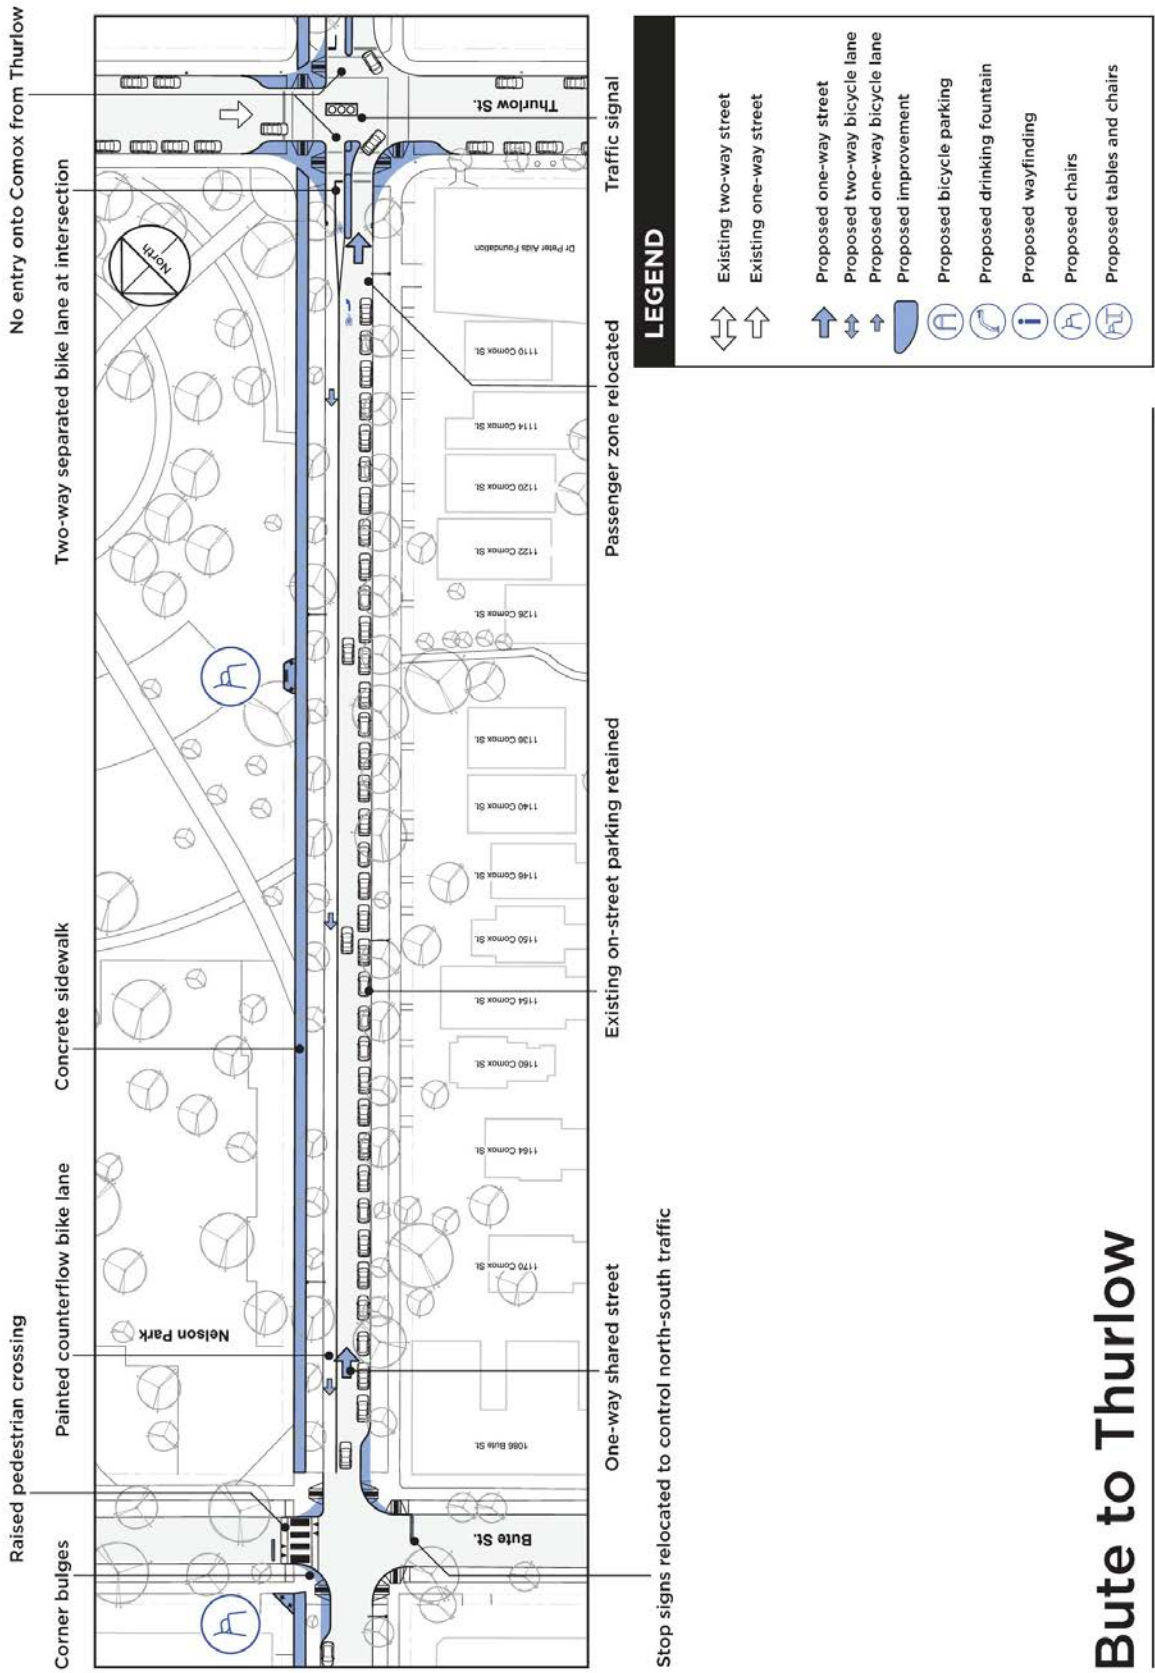 No entry onto Comox from Thurlow
Raised pedestrian crossing
Two-way separated bike lane at intersection
Concrete sidewalk
Painted counterflow bike lane
Corner bulges
North
Nelson Park
Thurlow St.
Bute St.
1086 Bute St.
1170 Comox St.
1164 Comox St.
1160 Comox St.
1154 Comox St.
1150 Comox St.
1146 Comox St.
1140 Comox St.
1136 Comox St.
1126 Comox St.
1122 Comox St.
1120 Comox St.
1114 Comox St.
1110 Comox St.
Dr Peter Aids Foundation
One-way shared street
Existing on-street parking retained
Passenger zone relocated
Traffic signal
Stop signs relocated to control north-south traffic
LEGEND
Existing two-way street
Existing one-way street
Proposed one-way street
Proposed two-way bicycle lane
Proposed one-way bicycle lane
Proposed improvement
Proposed bicycle parking
Proposed drinking fountain
Proposed wayfinding
Proposed chairs
Proposed tables and chairs
Bute to Thurlow